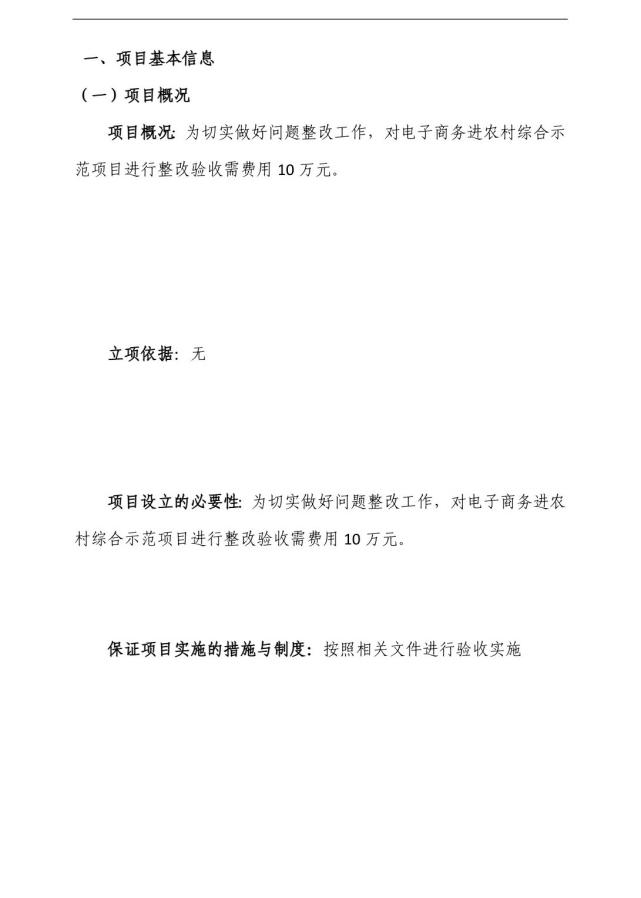 一、项目基本信息
（一）项目概况
项目概况：为切实做好问题整改工作，对电子商务进农村综合示
范项目进行整改验收需费用 10 万元。
立项依据：无
项目设立的必要性：为切实做好问题整改工作，对电子商务进农
村综合示范项目进行整改验收需费用 10 万元。
保证项目实施的措施与制度：按照相关文件进行验收实施